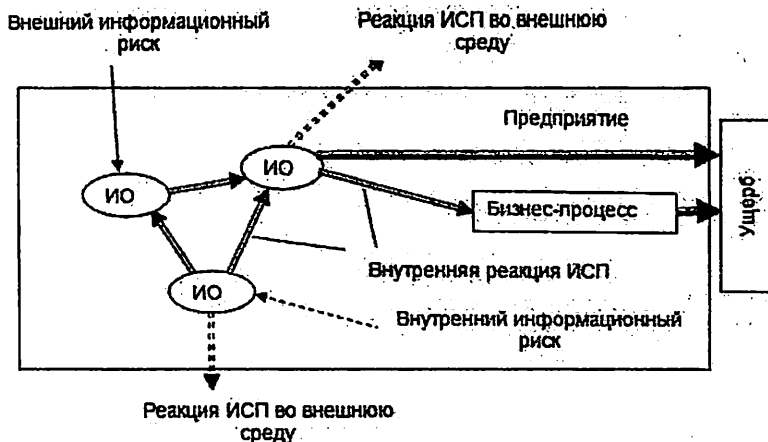 Внешний информационный
риск
Реакция ИСП во внешнюю
среду
Предприятие
ИО
ИО
Бизнес-процесс
Ущерб
Внутренняя реакция ИСП
ИО
Внутренний информационный
риск
Реакция ИСП во внешнюю
среду